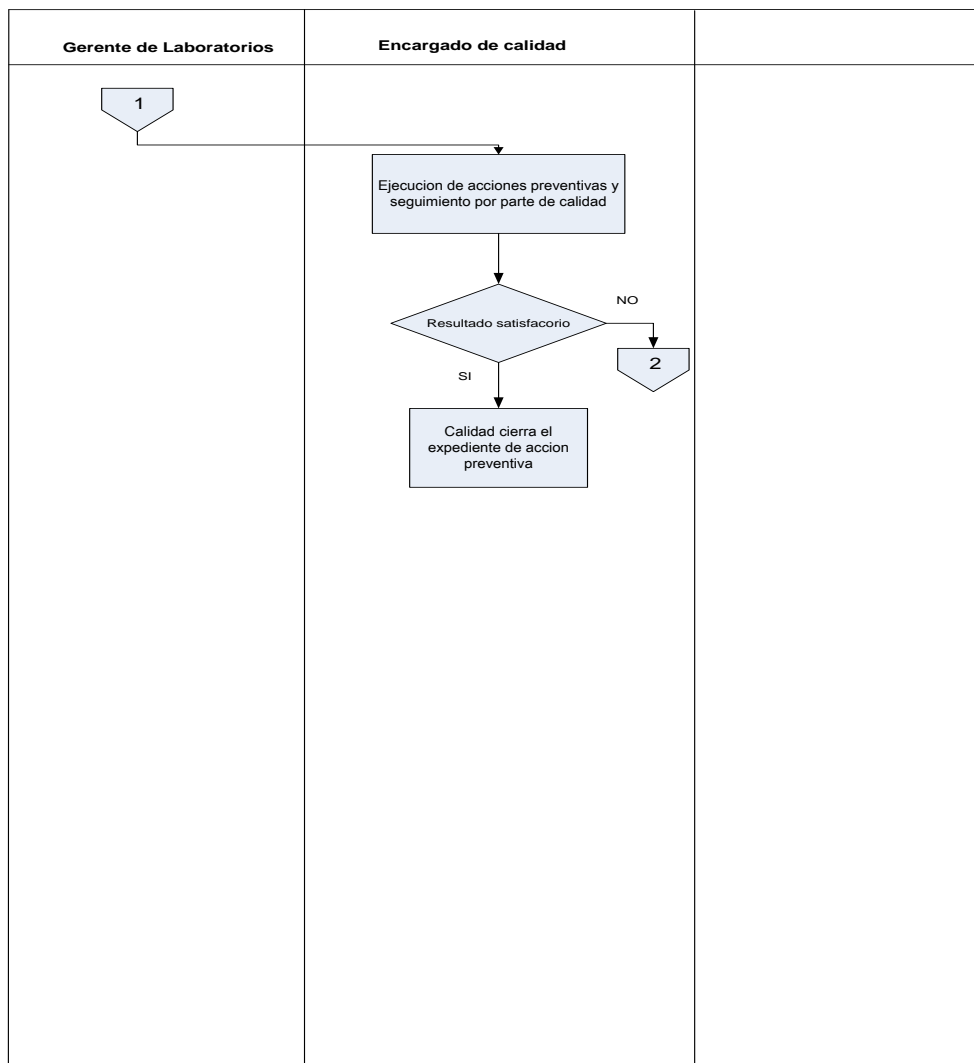 Gerente de Laboratorios
Encargado de calidad
1
Ejecucion de acciones preventivas y
seguimiento por parte de calidad
Resultado satisfacorio
NO
2
SI
Calidad cierra el
expediente de accion
preventiva